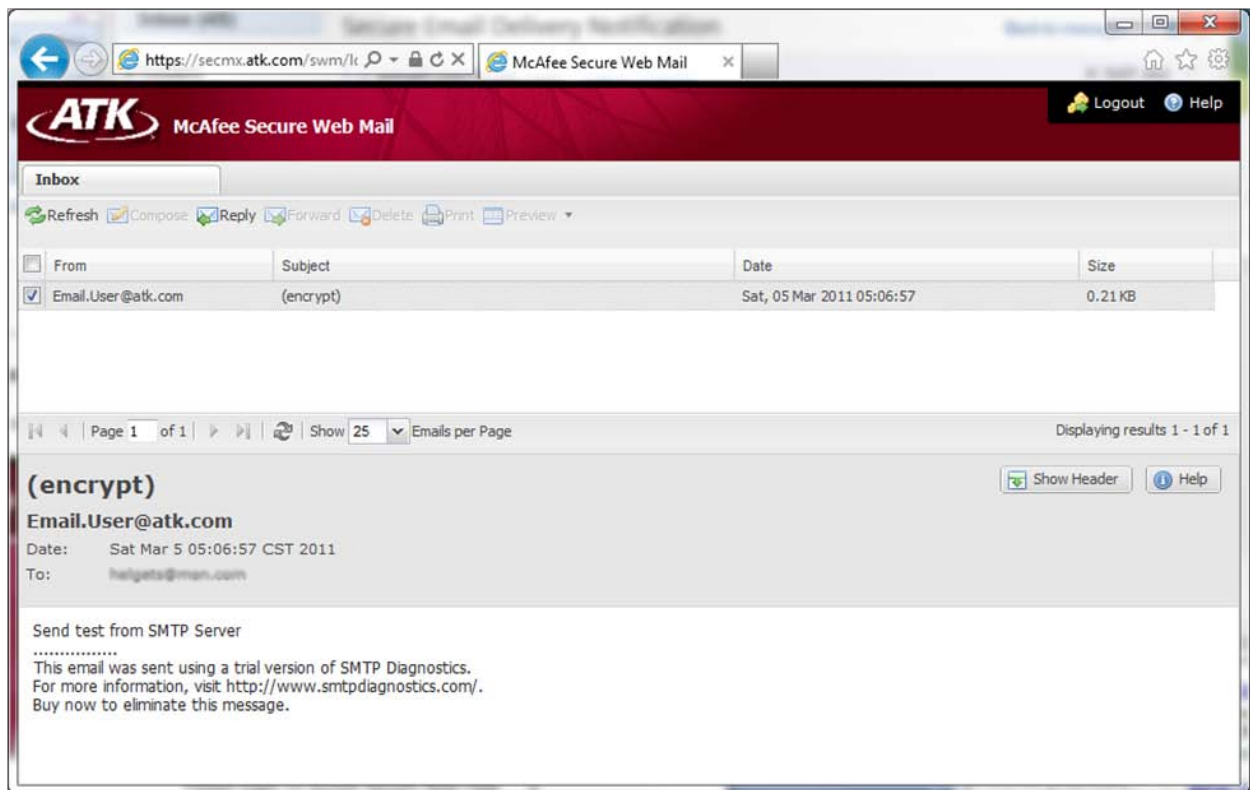 Secure Email Delivery Notification
https://secmx.atk.com/swm/lc
McAfee Secure Web Mail
ATK McAfee Secure Web Mail
Logout Help
Inbox
Refresh Compose Reply Forward Delete Print Preview
From Subject Date Size
Email.User@atk.com (encrypt) Sat, 05 Mar 2011 05:06:57 0.21 KB
Page 1 of 1 Show 25 Emails per Page Displaying results 1 - 1 of 1
(encrypt) Show Header Help
Email.User@atk.com
Date: Sat Mar 5 05:06:57 CST 2011
To:
Send test from SMTP Server
................
This email was sent using a trial version of SMTP Diagnostics.
For more information, visit http://www.smtpdiagnostics.com/.
Buy now to eliminate this message.